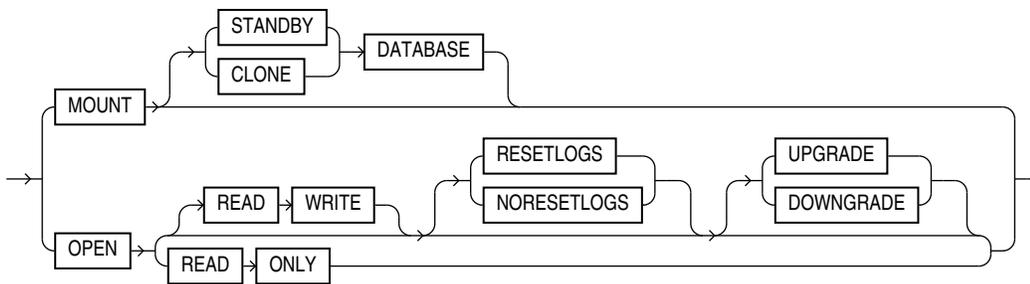 STANDBY
CLONE
DATABASE
MOUNT
RESETLOGS
NORESETLOGS
UPGRADE
DOWNGRADE
READ WRITE
OPEN
READ ONLY